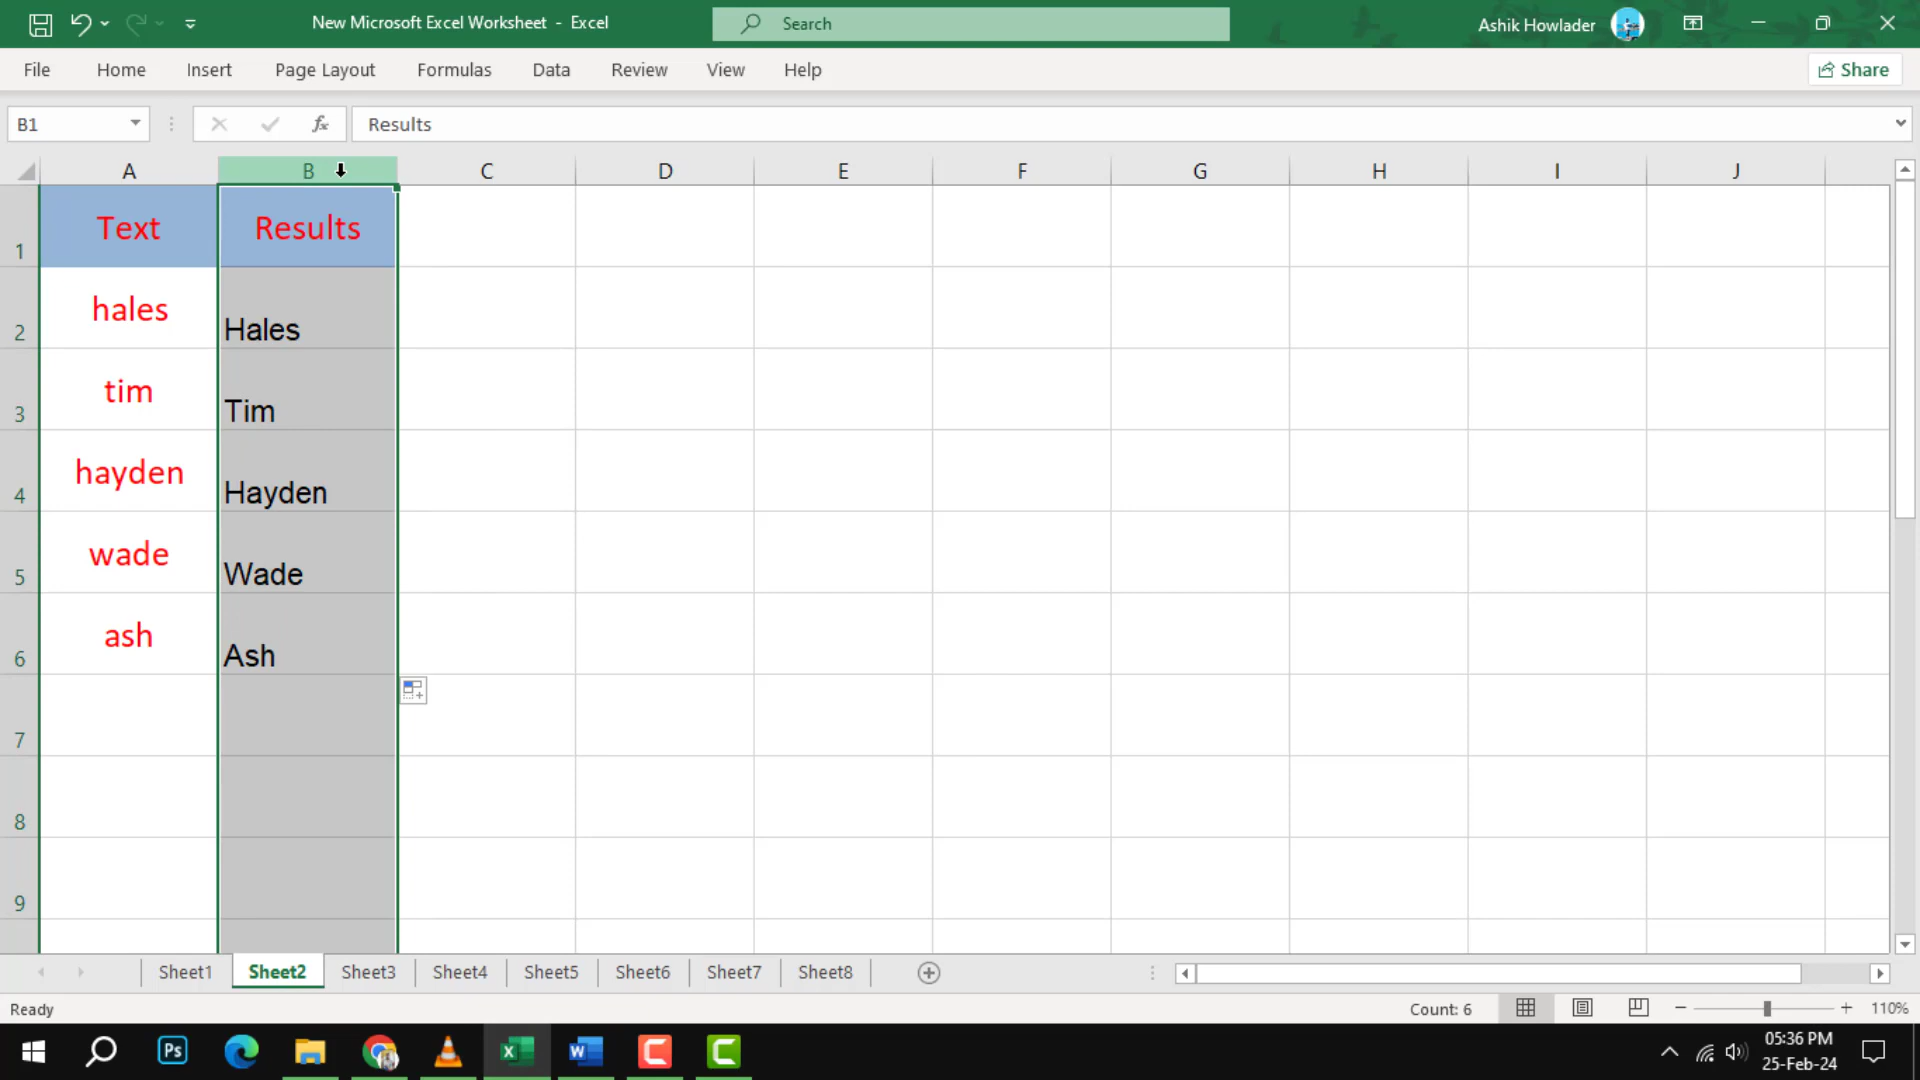 New Microsoft Excel Worksheet - Excel
Search
Ashik Howlader
File Home Insert Page Layout Formulas Data Review View Help
Share
B1
fx
Results
A B C D E F G H I J
1 Text Results
2 hales Hales
3 tim Tim
4 hayden Hayden
5 wade Wade
6 ash Ash
7
8
9
Sheet1 Sheet2 Sheet3 Sheet4 Sheet5 Sheet6 Sheet7 Sheet8
Ready
Count: 6
110%
Ps
05:36 PM
25-Feb-24